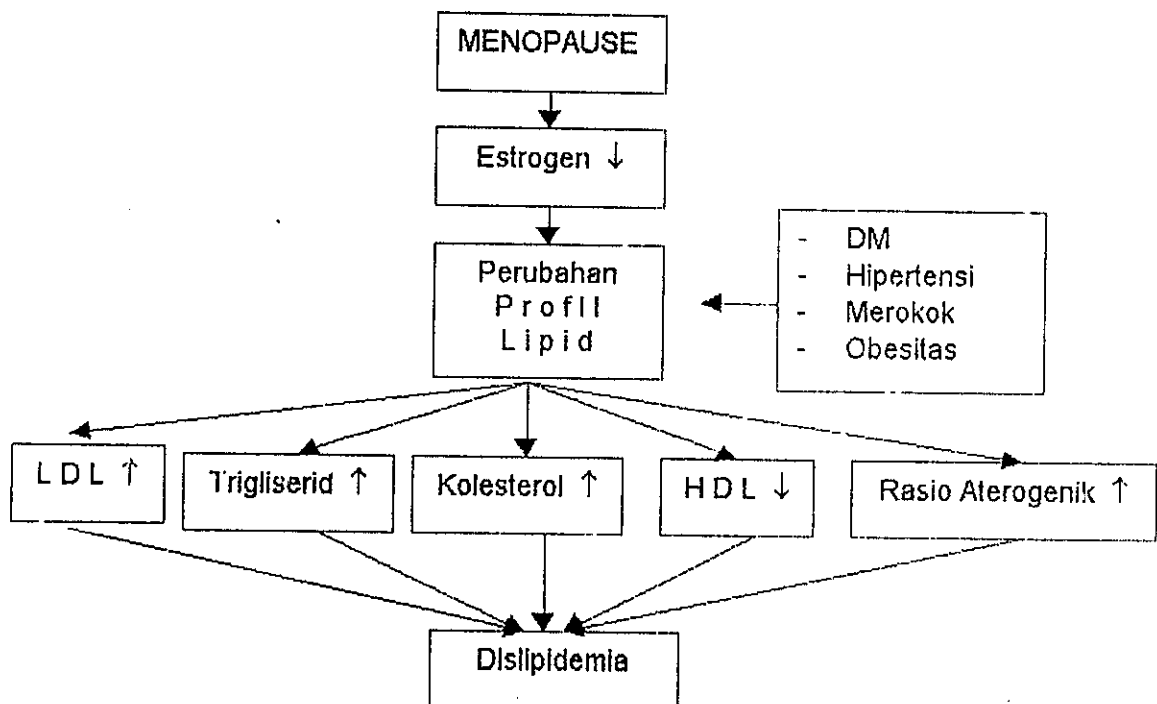 MENOPAUSE
Estrogen ↓
Perubahan
Profil
Lipid
- DM
- Hipertensi
- Merokok
- Obesitas
LDL ↑
Trigliserid ↑
Kolesterol ↑
HDL ↓
Rasio Aterogenik ↑
Dislipidemia